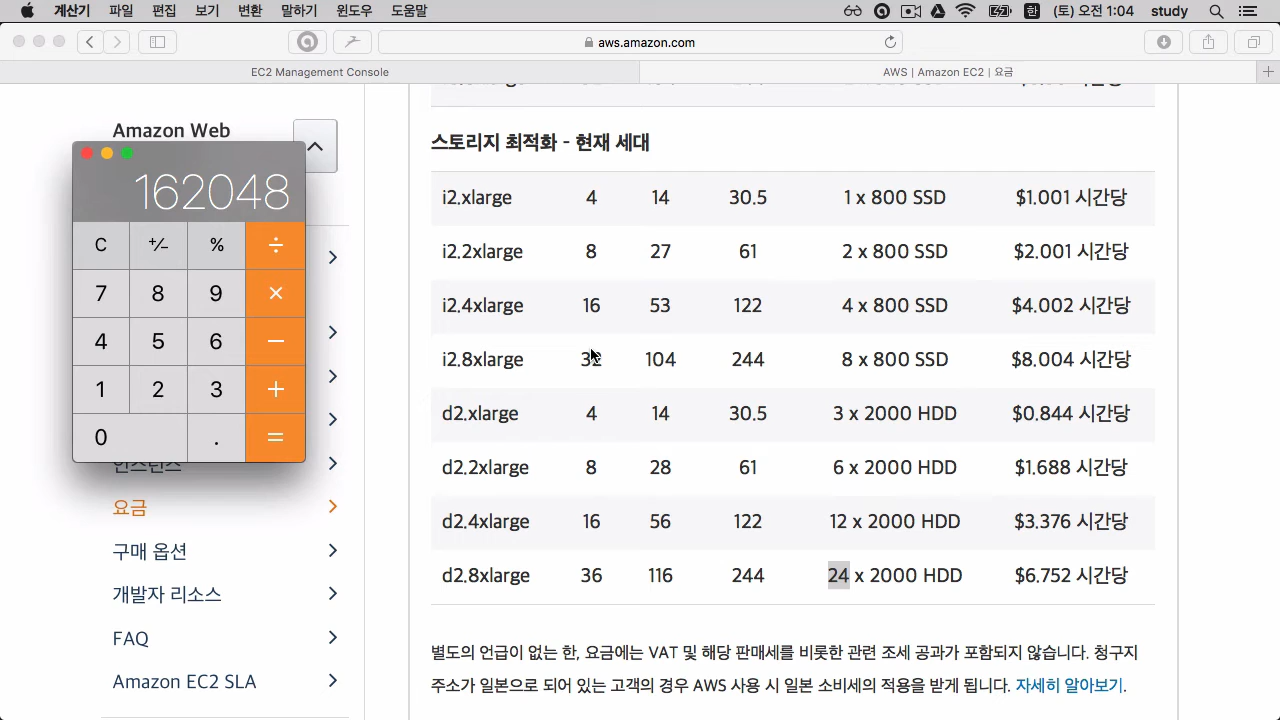 계산기 파일 편집 보기 변환 말하기 윈도우 도움말 한 (토) 오전 1:04 study
aws.amazon.com
EC2 Management Console AWS | Amazon EC2 | 요금
Amazon Web
162048
C +/− % ÷
7 8 9 ×
4 5 6 −
1 2 3 +
0 . =
인스턴스
요금
구매 옵션
개발자 리소스
FAQ
Amazon EC2 SLA
스토리지 최적화 - 현재 세대
i2.xlarge 4 14 30.5 1 x 800 SSD $1.001 시간당
i2.2xlarge 8 27 61 2 x 800 SSD $2.001 시간당
i2.4xlarge 16 53 122 4 x 800 SSD $4.002 시간당
i2.8xlarge 32 104 244 8 x 800 SSD $8.004 시간당
d2.xlarge 4 14 30.5 3 x 2000 HDD $0.844 시간당
d2.2xlarge 8 28 61 6 x 2000 HDD $1.688 시간당
d2.4xlarge 16 56 122 12 x 2000 HDD $3.376 시간당
d2.8xlarge 36 116 244 24 x 2000 HDD $6.752 시간당
별도의 언급이 없는 한, 요금에는 VAT 및 해당 판매세를 비롯한 관련 조세 공과가 포함되지 않습니다. 청구지
주소가 일본으로 되어 있는 고객의 경우 AWS 사용 시 일본 소비세의 적용을 받게 됩니다. 자세히 알아보기.